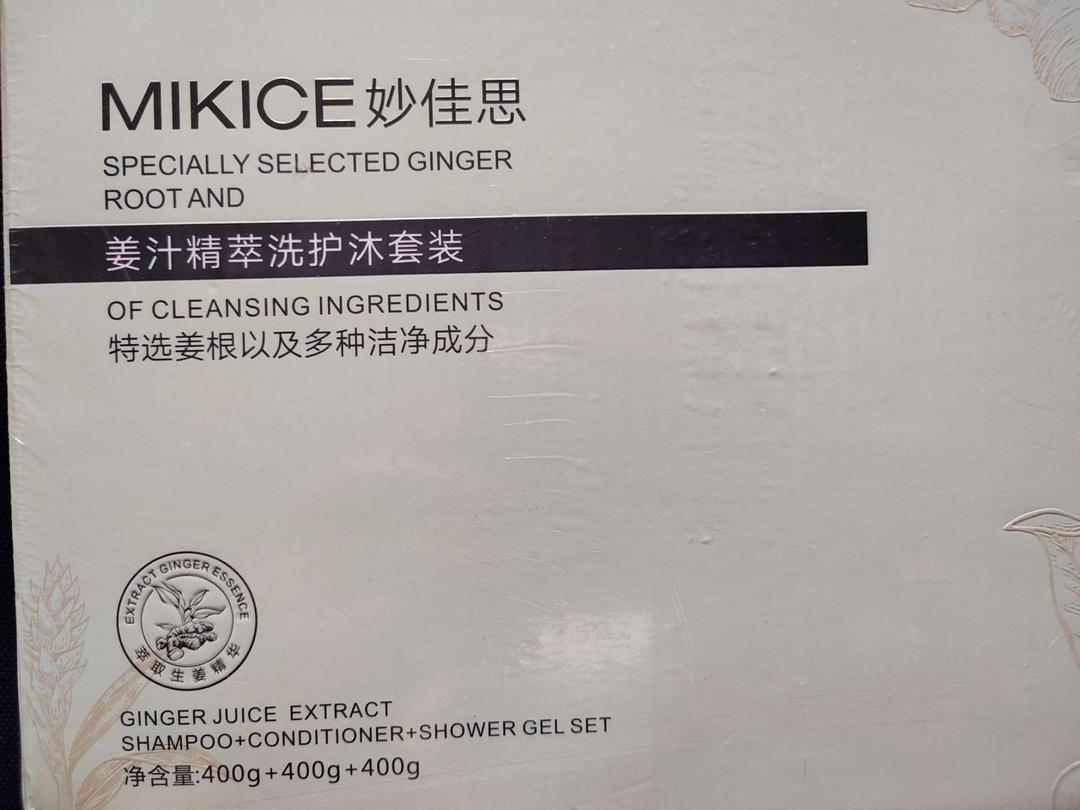 MIKICE妙佳思
SPECIALLY SELECTED GINGER
ROOT AND
姜汁精萃洗护沐套装
OF CLEANSING INGREDIENTS
特选姜根以及多种洁净成分
EXTRACT GINGER ESSENCE
萃取生姜精华
GINGER JUICE EXTRACT
SHAMPOO+CONDITIONER+SHOWER GEL SET
净含量:400g+400g+400g